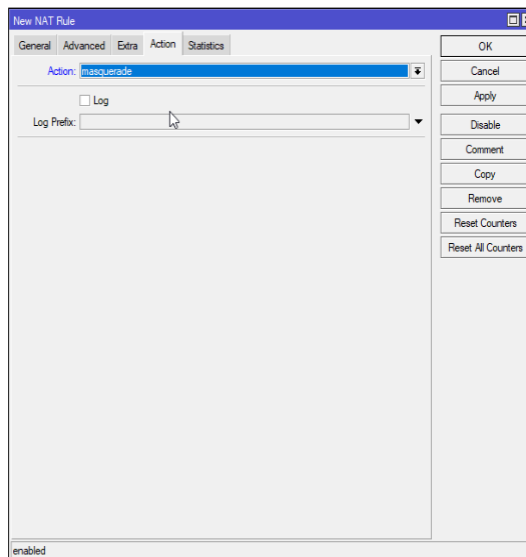 New NAT Rule
General Advanced Extra Action Statistics
Action: masquerade
Log
Log Prefix:
OK
Cancel
Apply
Disable
Comment
Copy
Remove
Reset Counters
Reset All Counters
enabled